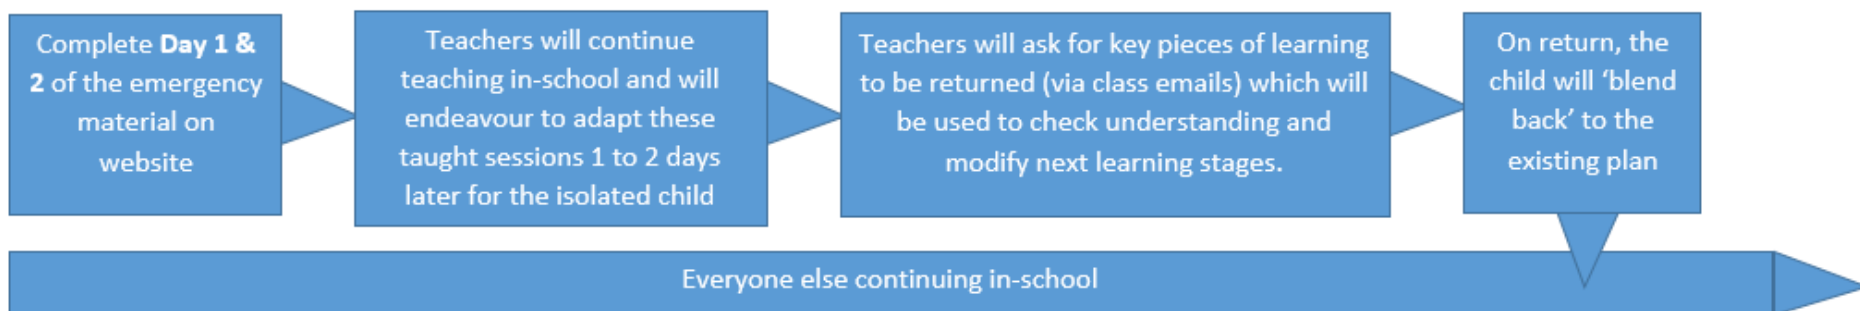 Complete Day 1 &
2 of the emergency
material on
website
Teachers will continue
teaching in-school and will
endeavour to adapt these
taught sessions 1 to 2 days
later for the isolated child
Teachers will ask for key pieces of learning
to be returned (via class emails) which will
be used to check understanding and
modify next learning stages.
On return, the
child will ‘blend
back’ to the
existing plan
Everyone else continuing in-school